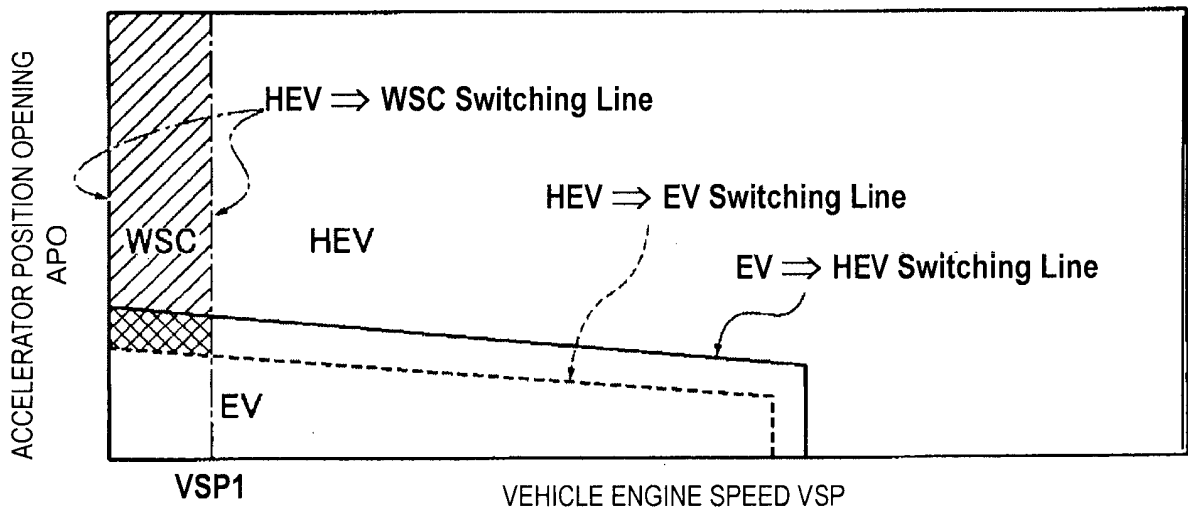 ACCELERATOR POSITION OPENING
APO
HEV ⇒ WSC Switching Line
HEV ⇒ EV Switching Line
WSC
HEV
EV ⇒ HEV Switching Line
EV
VSP1
VEHICLE ENGINE SPEED VSP